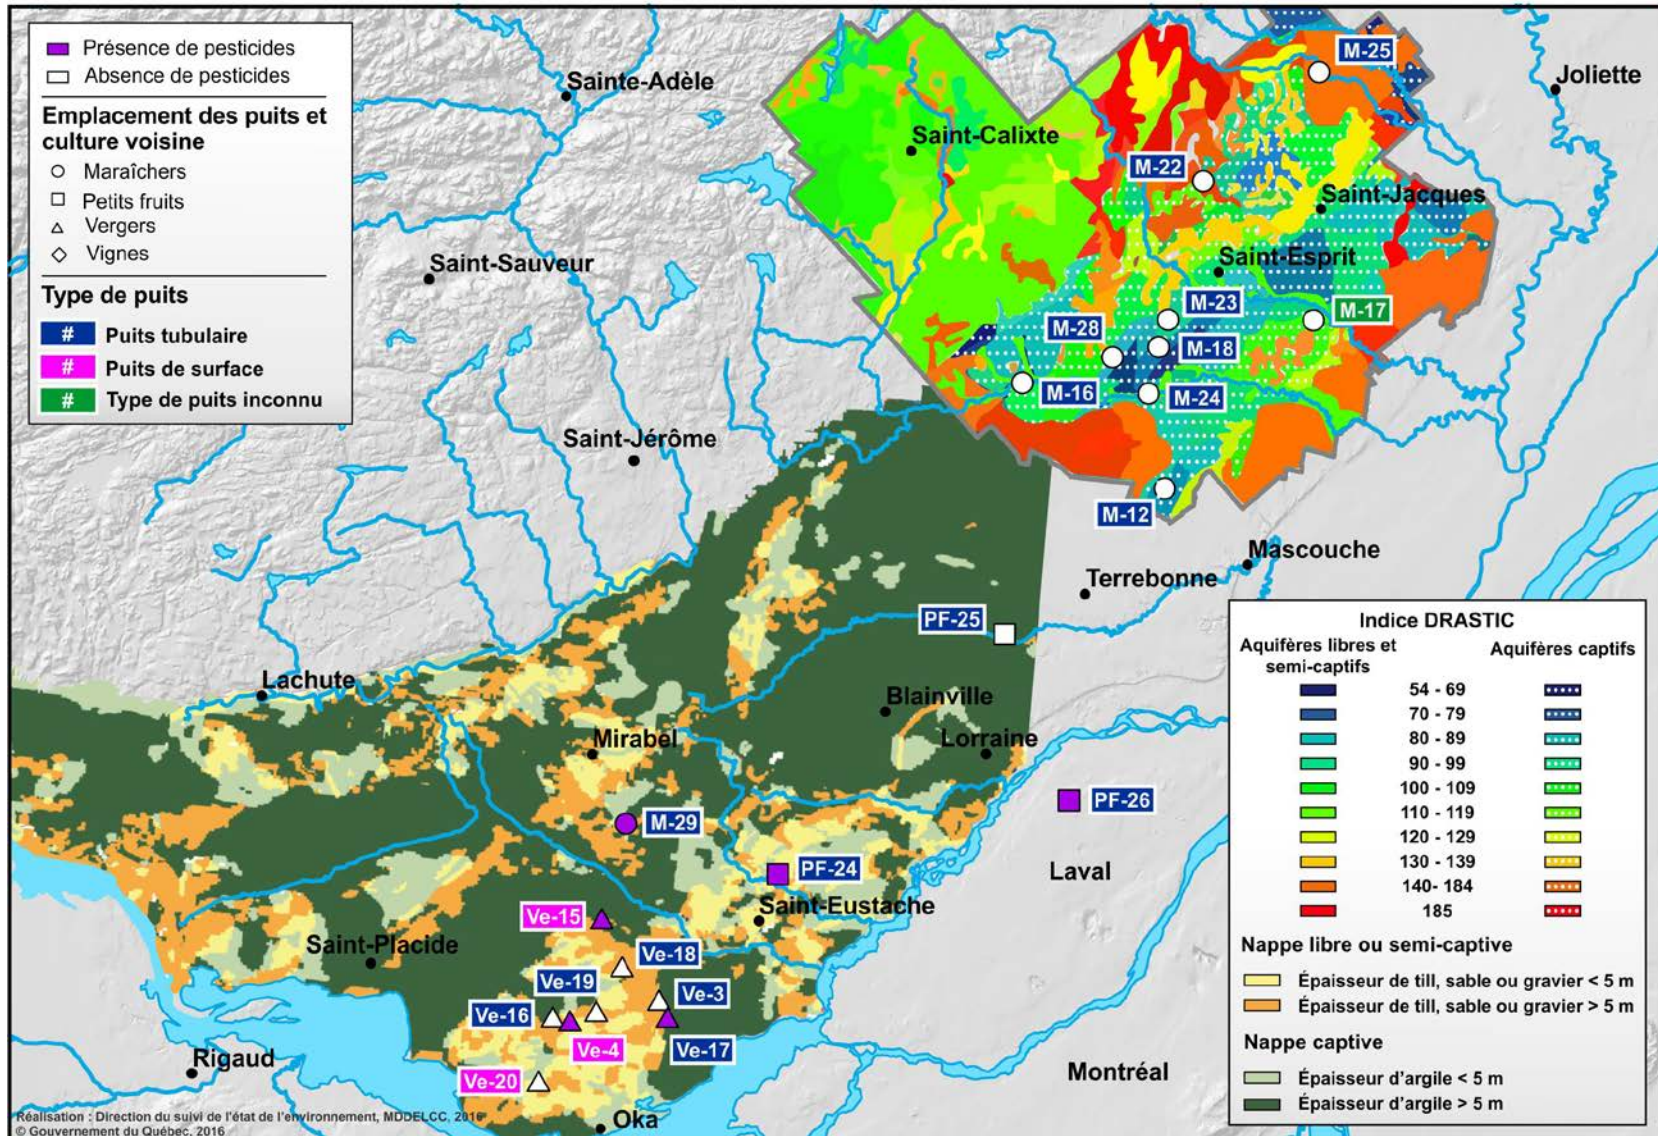 Présence de pesticides
Absence de pesticides
Emplacement des puits et
culture voisine
Maraîchers
Petits fruits
Vergers
Vignes
Type de puits
# Puits tubulaire
# Puits de surface
# Type de puits inconnu
Sainte-Adèle
Saint-Sauveur
Saint-Jérôme
Saint-Calixte
M-25
Joliette
M-22
Saint-Jacques
Saint-Esprit
M-23
M-17
M-28
M-18
M-16
M-24
M-12
Mascouche
Terrebonne
PF-25
Lachute
Blainville
Mirabel
Lorraine
M-29
PF-26
PF-24
Laval
Ve-15
Saint-Eustache
Saint-Placide
Ve-18
Ve-19
Ve-3
Ve-16
Ve-4
Ve-17
Rigaud
Ve-20
Montréal
Oka
Indice DRASTIC
Aquifères libres et
semi-captifs
Aquifères captifs
54 - 69
70 - 79
80 - 89
90 - 99
100 - 109
110 - 119
120 - 129
130 - 139
140- 184
185
Nappe libre ou semi-captive
Épaisseur de till, sable ou gravier < 5 m
Épaisseur de till, sable ou gravier > 5 m
Nappe captive
Épaisseur d'argile < 5 m
Épaisseur d'argile > 5 m
Réalisation : Direction du suivi de l'état de l'environnement, MDDELCC, 2016
© Gouvernement du Québec, 2016